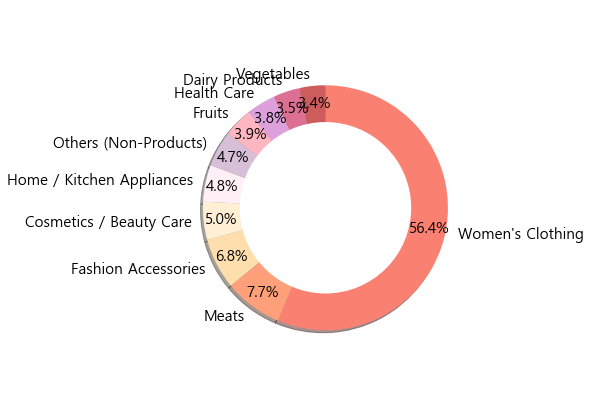 Vegetables
Dairy Products
Health Care
Fruits
Others (Non-Products)
Home / Kitchen Appliances
Cosmetics / Beauty Care
Fashion Accessories
Meats
Women's Clothing
3.4%
3.5%
3.8%
3.9%
4.7%
4.8%
5.0%
6.8%
7.7%
56.4%